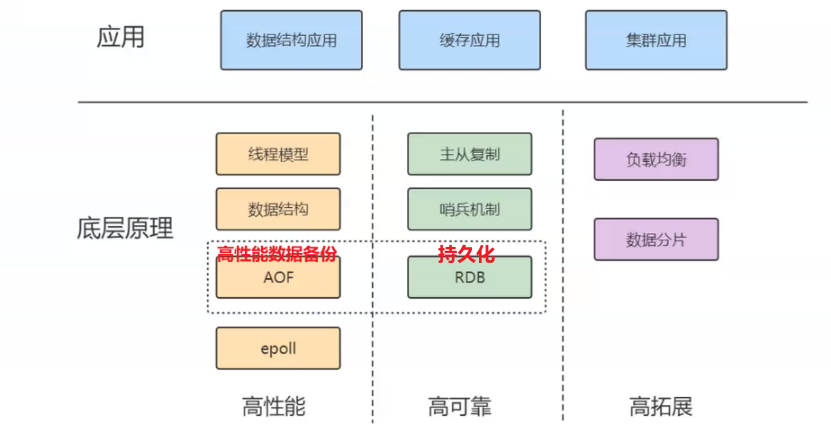 应用
数据结构应用
缓存应用
集群应用
底层原理
线程模型
主从复制
负载均衡
数据结构
哨兵机制
数据分片
高性能数据备份
持久化
AOF
RDB
epoll
高性能
高可靠
高拓展